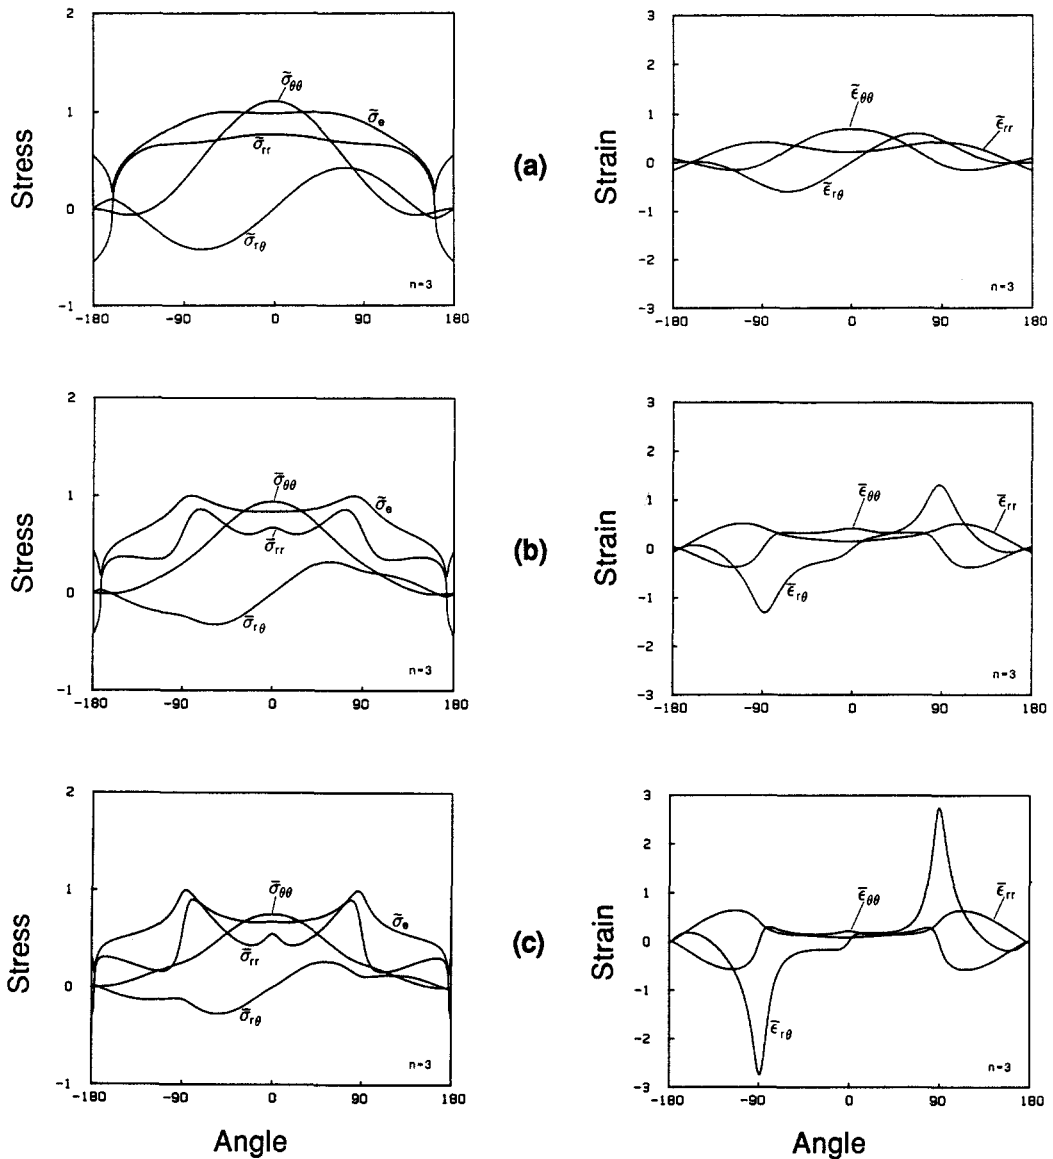 2
1
0
-1
Stress
σ̃θθ
σ̃e
σ̃rr
σ̃rθ
n=3
-180 -90 0 90 180
(a)
3
2
1
0
-1
-2
-3
Strain
ε̃θθ
ε̃rr
ε̃rθ
n=3
-180 -90 0 90 180
2
1
0
-1
Stress
σ̄θθ
σ̃e
σ̄rr
σ̄rθ
n=3
-180 -90 0 90 180
(b)
3
2
1
0
-1
-2
-3
Strain
ε̄θθ
ε̄rr
ε̄rθ
n=3
-180 -90 0 90 180
2
1
0
-1
Stress
σ̄θθ
σ̃e
σ̄rr
σ̄rθ
n=3
-180 -90 0 90 180
Angle
(c)
3
2
1
0
-1
-2
-3
Strain
ε̄θθ
ε̄rr
ε̄rθ
n=3
-180 -90 0 90 180
Angle